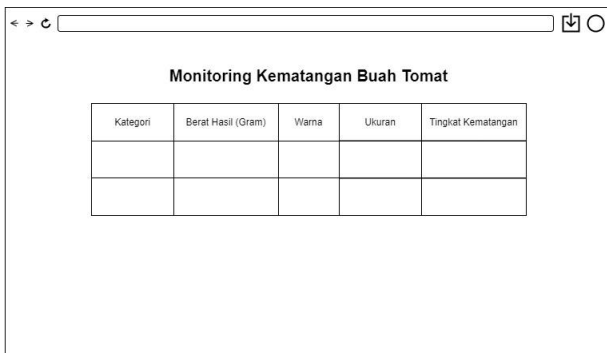 Monitoring Kematangan Buah Tomat
Kategori Berat Hasil (Gram) Warna Ukuran Tingkat Kematangan